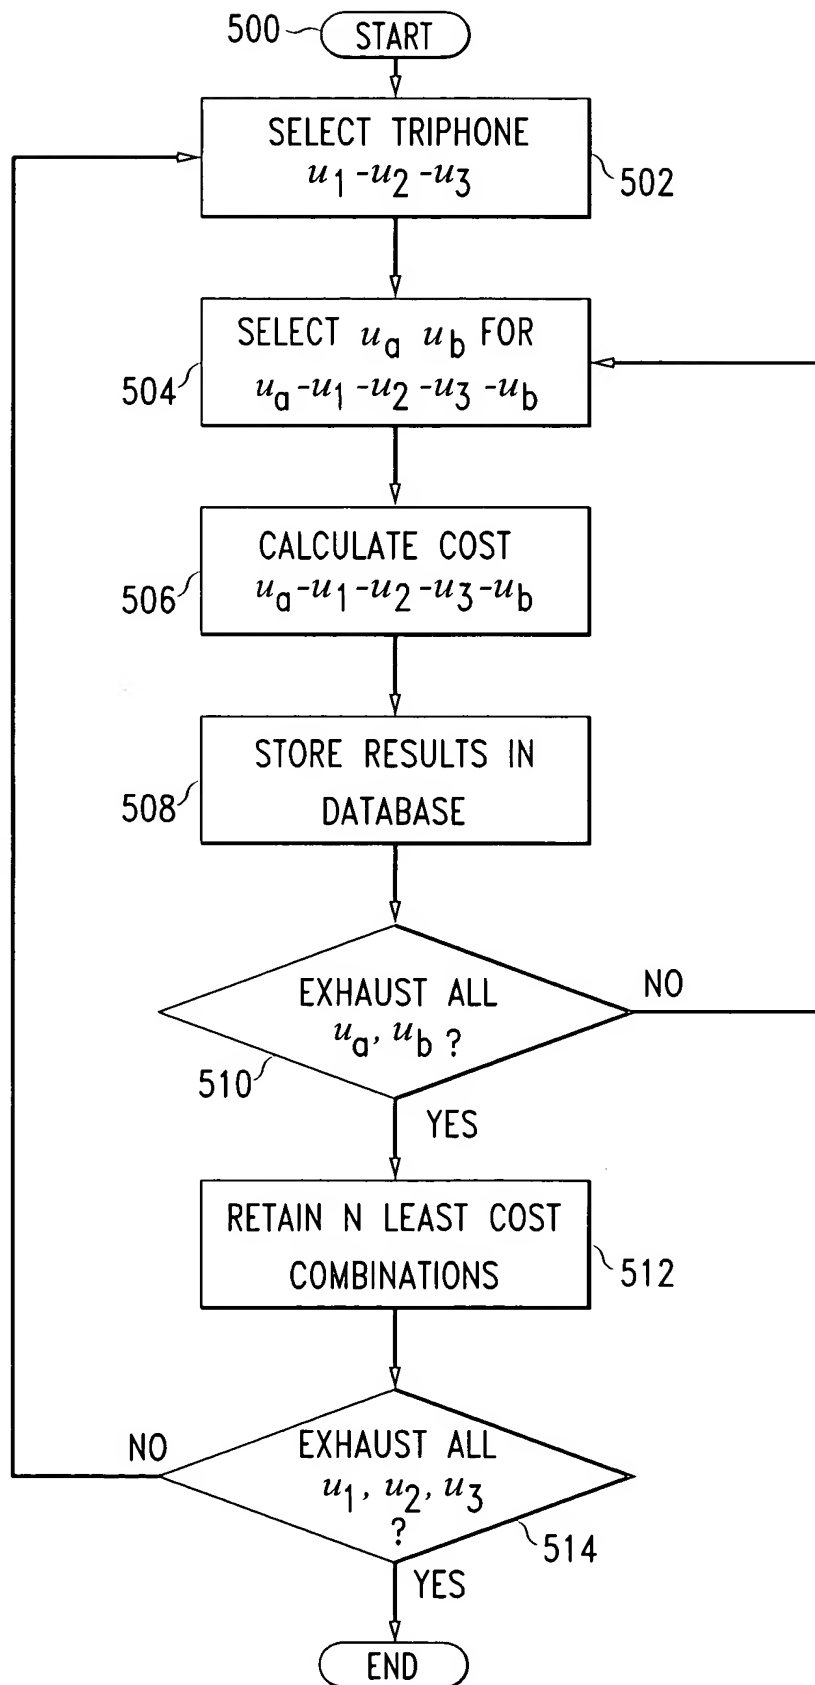 500
START
SELECT TRIPHONE
u1-u2-u3
502
SELECT ua ub FOR
ua-u1-u2-u3-ub
504
CALCULATE COST
ua-u1-u2-u3-ub
506
STORE RESULTS IN
DATABASE
508
EXHAUST ALL
ua, ub ?
NO
510
YES
RETAIN N LEAST COST
COMBINATIONS
512
NO
EXHAUST ALL
u1, u2, u3
?
514
YES
END